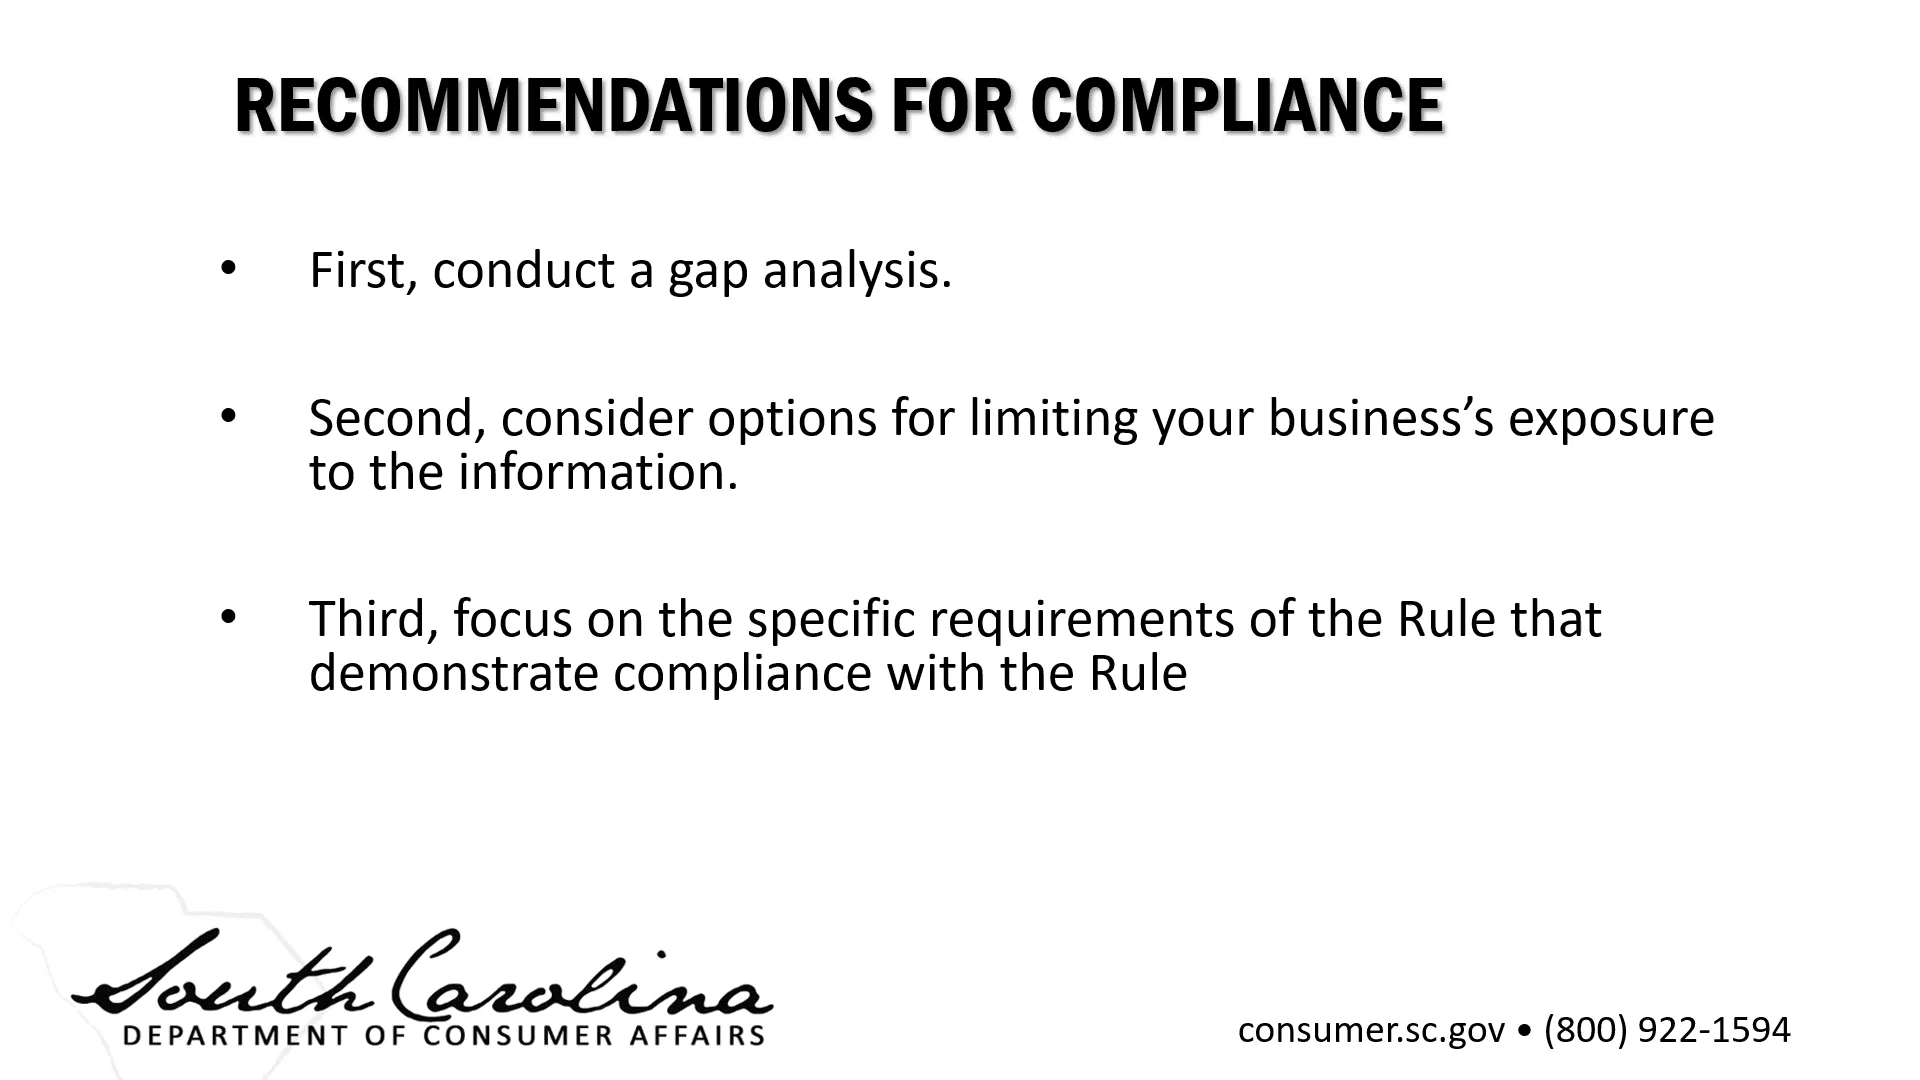 RECOMMENDATIONS FOR COMPLIANCE
• First, conduct a gap analysis.
• Second, consider options for limiting your business’s exposure
to the information.
• Third, focus on the specific requirements of the Rule that
demonstrate compliance with the Rule
South Carolina
DEPARTMENT OF CONSUMER AFFAIRS
consumer.sc.gov • (800) 922-1594